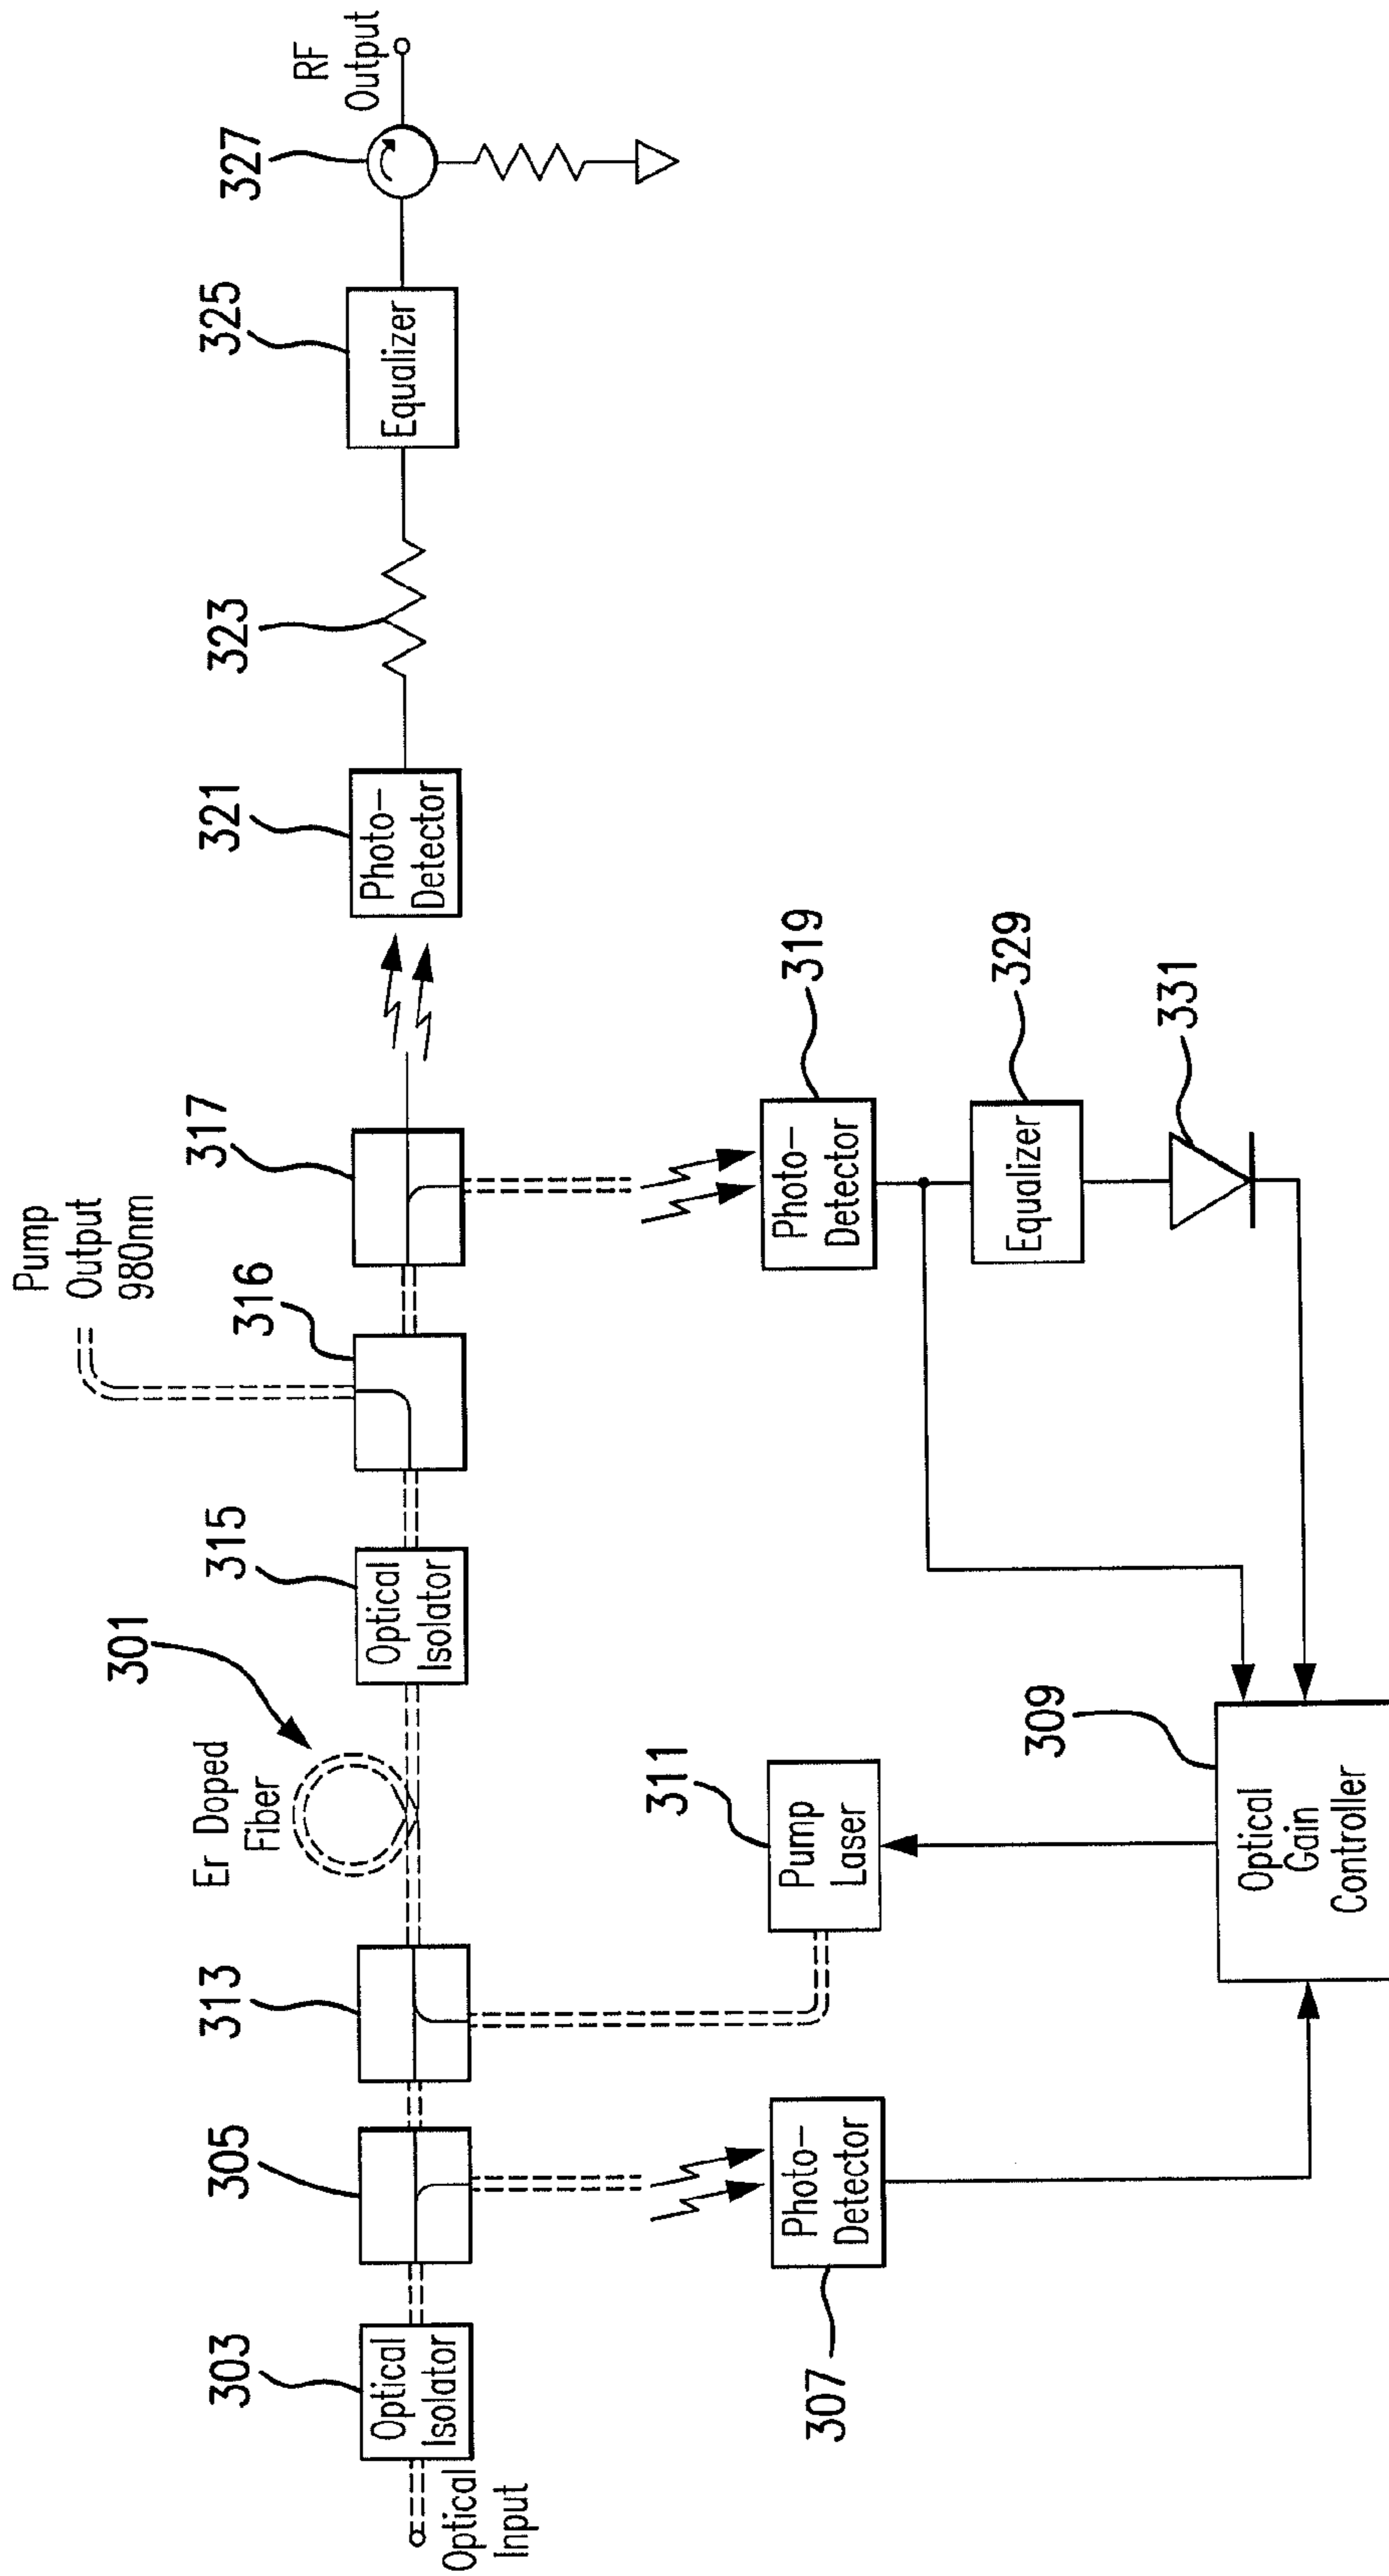 Pump
Output
980nm
RF
Output
301
Er Doped
Fiber
303
305
313
315
316
317
321
323
325
327
Optical
Input
Optical
Isolator
Optical
Isolator
Photo-
Detector
Equalizer
307
Photo-
Detector
311
Pump
Laser
319
Photo-
Detector
329
Equalizer
331
309
Optical
Gain
Controller